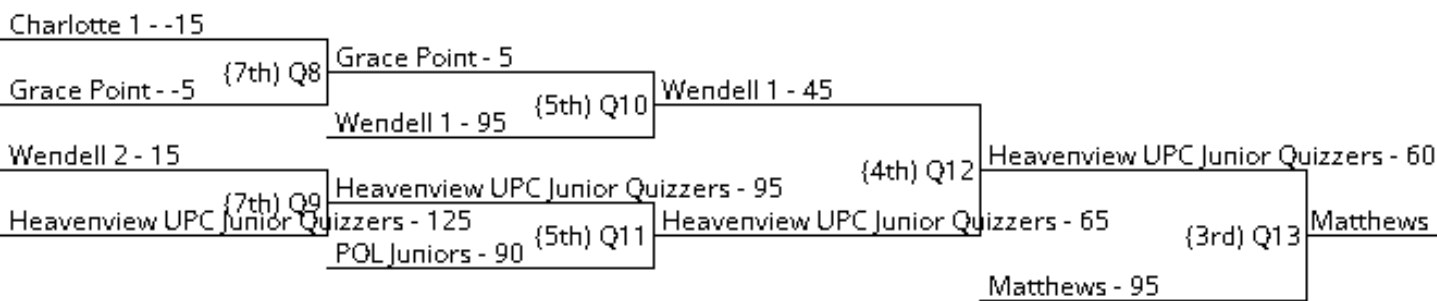 Charlotte 1 - -15
{7th) Q8
Grace Point - -5
Grace Point - 5
{5th) Q10
Wendell 1 - 95
Wendell 1 - 45
Wendell 2 - 15
{7th) Q9
Heavenview UPC Junior Quizzers - 125
Heavenview UPC Junior Quizzers - 95
{5th) Q11
POL Juniors - 90
Heavenview UPC Junior Quizzers - 65
{4th) Q12
Heavenview UPC Junior Quizzers - 60
{3rd) Q13
Matthews - 95
Matthews